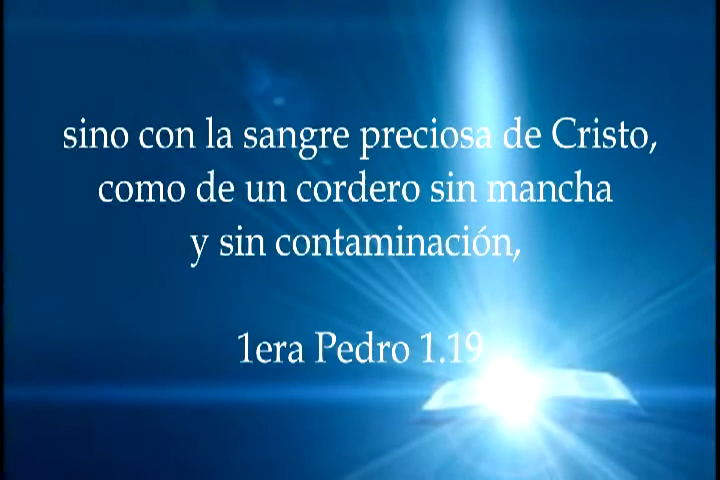 sino con la sangre preciosa de Cristo,
como de un cordero sin mancha
y sin contaminación,
1era Pedro 1.19